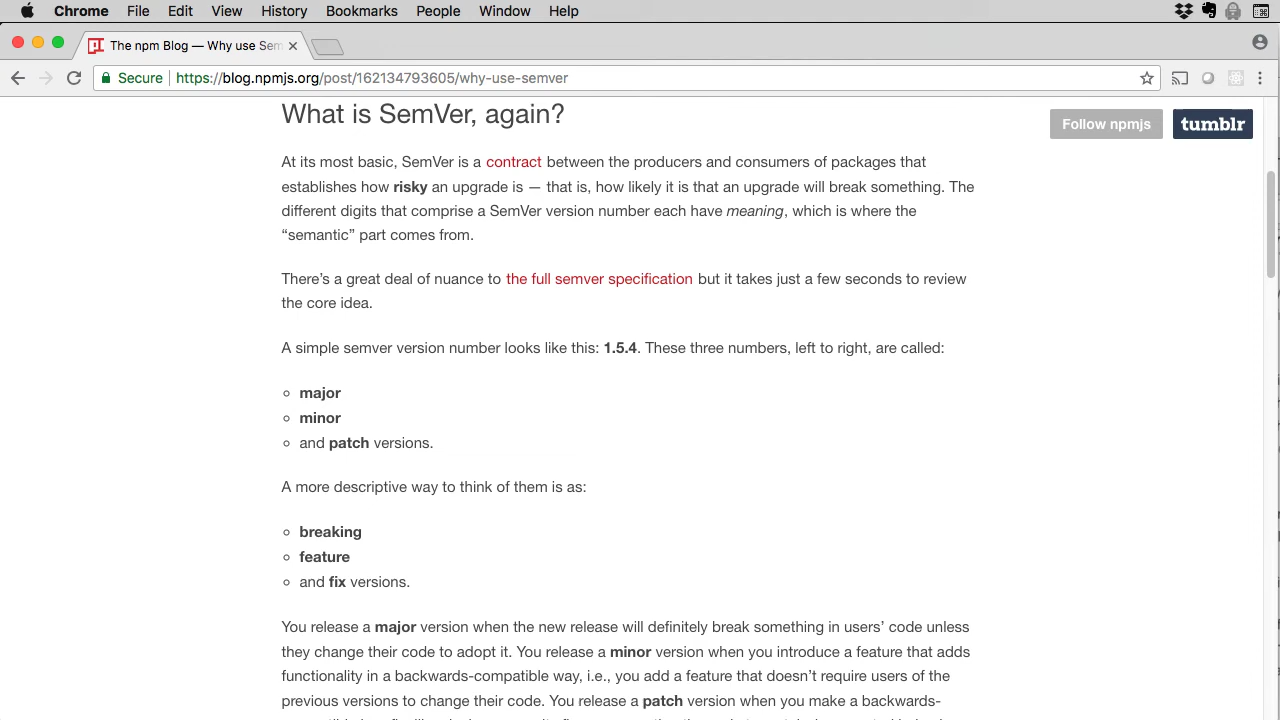 Chrome File Edit View History Bookmarks People Window Help
The npm Blog — Why use Sem
Secure https://blog.npmjs.org/post/162134793605/why-use-semver
What is SemVer, again?
Follow npmjs
tumblr
At its most basic, SemVer is a contract between the producers and consumers of packages that
establishes how risky an upgrade is — that is, how likely it is that an upgrade will break something. The
different digits that comprise a SemVer version number each have meaning, which is where the
“semantic” part comes from.
There’s a great deal of nuance to the full semver specification but it takes just a few seconds to review
the core idea.
A simple semver version number looks like this: 1.5.4. These three numbers, left to right, are called:
major
minor
and patch versions.
A more descriptive way to think of them is as:
breaking
feature
and fix versions.
You release a major version when the new release will definitely break something in users’ code unless
they change their code to adopt it. You release a minor version when you introduce a feature that adds
functionality in a backwards-compatible way, i.e., you add a feature that doesn’t require users of the
previous versions to change their code. You release a patch version when you make a backwards-